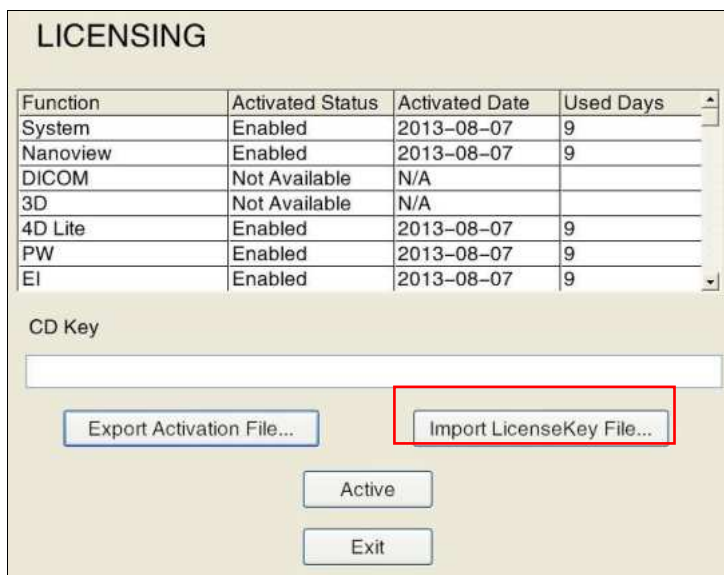 LICENSING
Function Activated Status Activated Date Used Days
System Enabled 2013-08-07 9
Nanoview Enabled 2013-08-07 9
DICOM Not Available N/A
3D Not Available N/A
4D Lite Enabled 2013-08-07 9
PW Enabled 2013-08-07 9
EI Enabled 2013-08-07 9
CD Key
Export Activation File... Import LicenseKey File...
Active
Exit